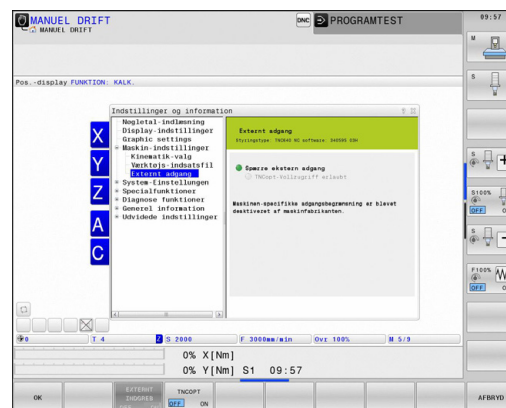 MANUEL DRIFT
MANUEL DRIFT
DNC
PROGRAMTEST
09:57
Pos.-display FUNKTION: KALK.
M
S
Indstillinger og information
Nøgletal-indlæsning
Display-indstillinger
Graphic settings
Maskin-indstillinger
Kinematik-valg
Værktøjs-indsatsfil
Externt adgang
System-Einstellungen
Specialfunktioner
Diagnose funktioner
Generel information
Udvidede indstillinger
X
Y
Z
A
C
Externt adgang
Spærre ekstern adgang
TNCopt-Vollzugriff erlaubt
Maskinen-specifikke adgangsbegrænsning er blevet
deaktiveret af maskinfabrikanten.
S
S100%
OFF
S
F100%
OFF
0
T 4
Z S 2000
F 3000mm/min
Ovr 100%
M 5/9
0% X[Nm]
0% Y[Nm] S1 09:57
OK
EXTERNT
INDGREB
TNCOPT
OFF ON
AFBRYD